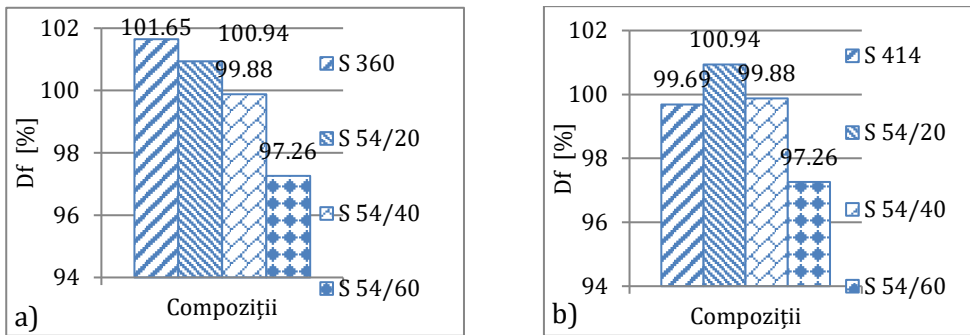 102
100
98
96
94
Df [%]
101.65
100.94
99.88
97.26
Compoziții
S 360
S 54/20
S 54/40
S 54/60
a)
102
100
98
96
94
Df [%]
99.69
100.94
99.88
97.26
Compoziții
S 414
S 54/20
S 54/40
S 54/60
b)